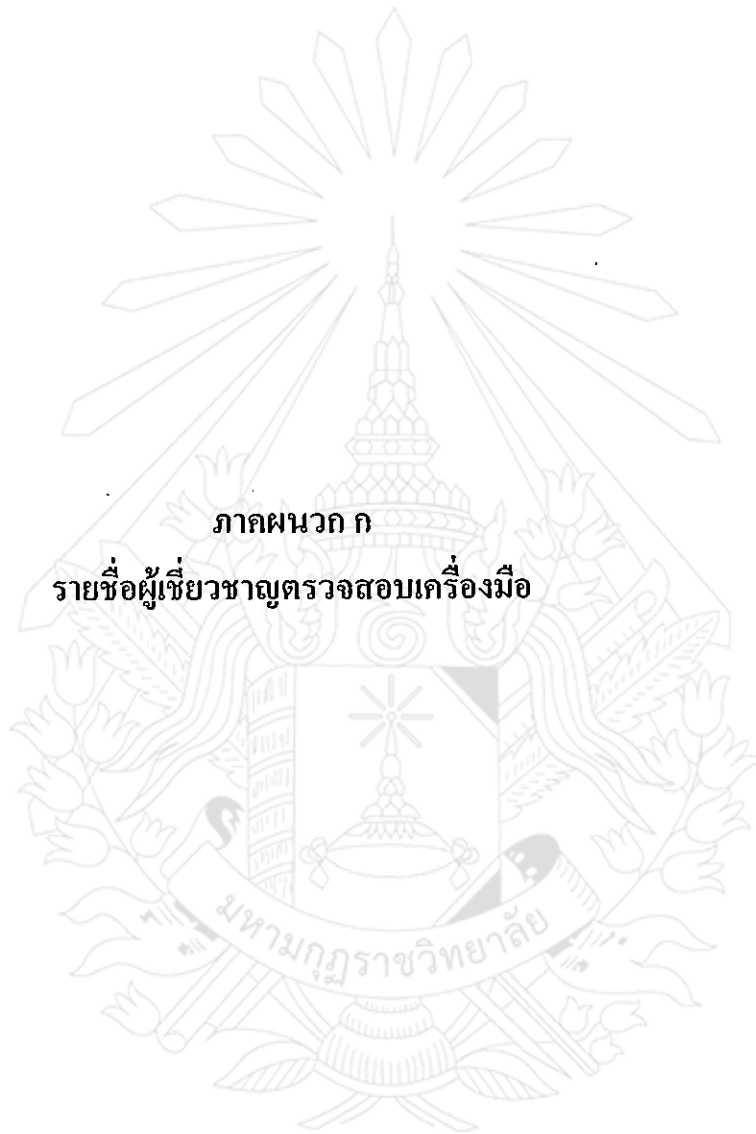 ภาคผนวก ก
รายชื่อผู้เชี่ยวชาญตรวจสอบเครื่องมือ
มหามกุฏราชวิทยาลัย